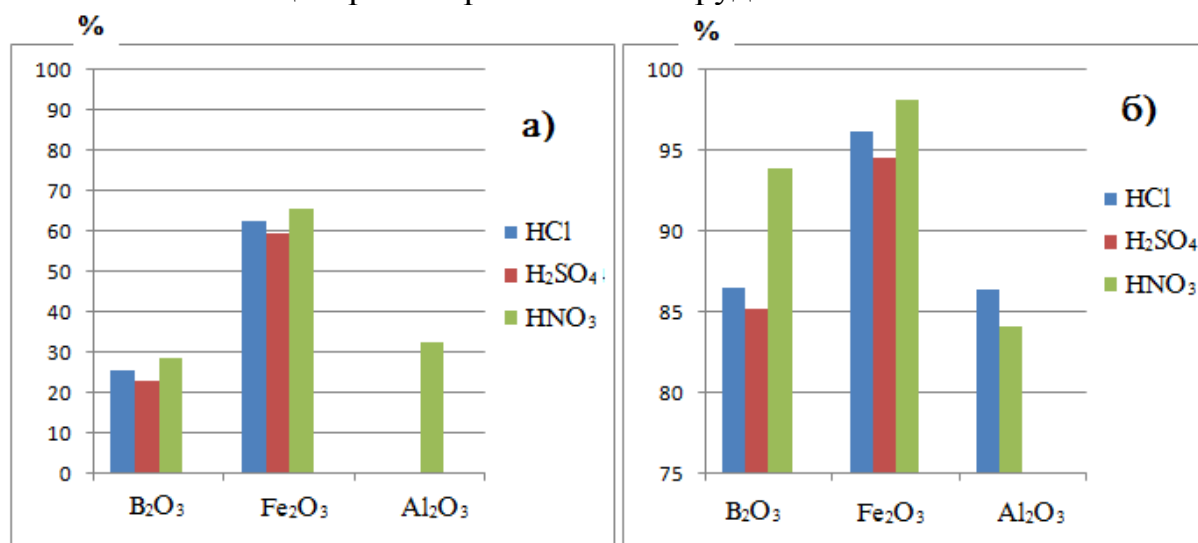 %
100
90
80
70
60
50
40
30
20
10
0
B₂O₃ Fe₂O₃ Al₂O₃
а)
HCl
H₂SO₄
HNO₃
%
100
95
90
85
80
75
B₂O₃ Fe₂O₃ Al₂O₃
б)
HCl
H₂SO₄
HNO₃